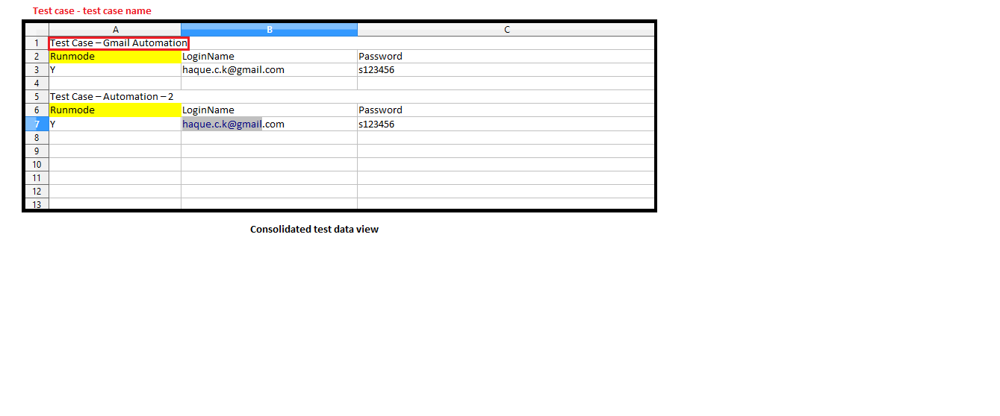 Test case - test case name
A B C
1 Test Case – Gmail Automation
2 Runmode LoginName Password
3 Y haque.c.k@gmail.com s123456
4
5 Test Case – Automation – 2
6 Runmode LoginName Password
7 Y haque.c.k@gmail.com s123456
8
9
10
11
12
13
Consolidated test data view